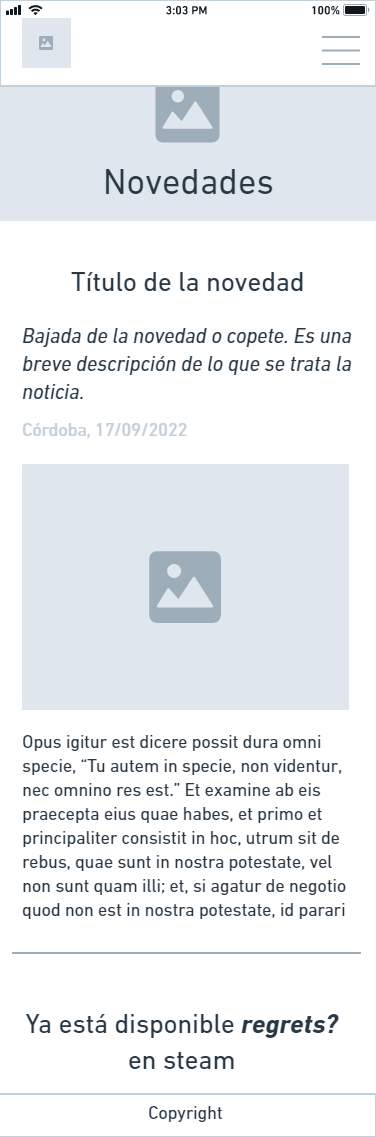 3:03 PM 100%
Novedades
Título de la novedad
Bajada de la novedad o copete. Es una
breve descripción de lo que se trata la
noticia.
Córdoba, 17/09/2022
Opus igitur est dicere possit dura omni
specie, “Tu autem in specie, non videntur,
nec omnino res est.” Et examine ab eis
praecepta eius quae habes, et primo et
principaliter consistit in hoc, utrum sit de
rebus, quae sunt in nostra potestate, vel
non sunt quam illi; et, si agatur de negotio
quod non est in nostra potestate, id parari
Ya está disponible regrets?
en steam
Copyright